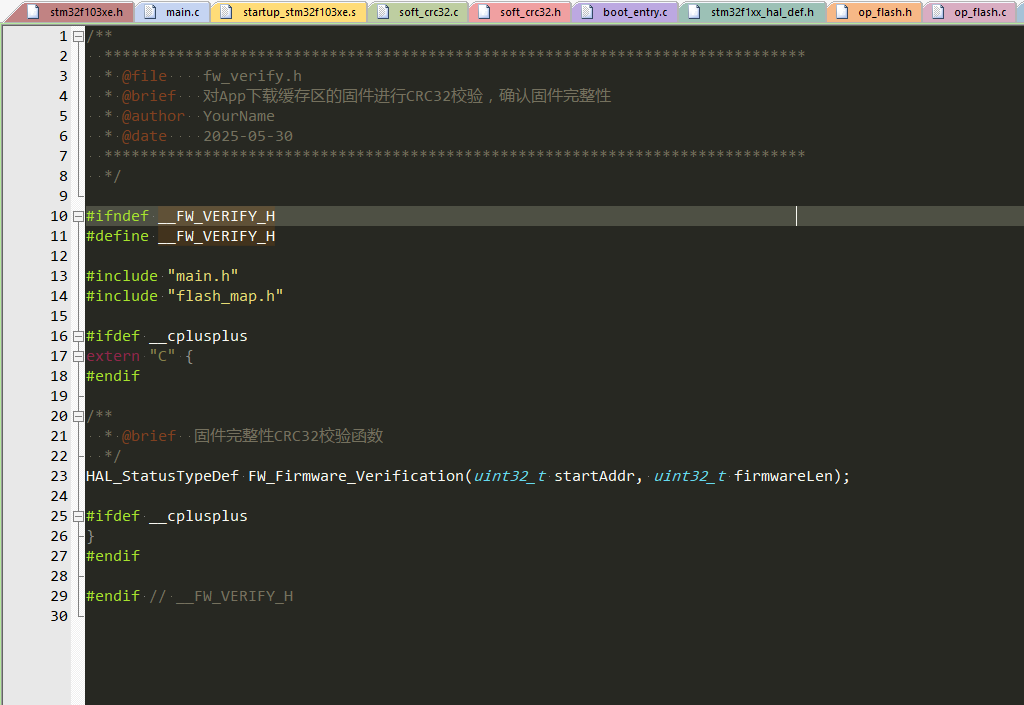 stm32f103xe.h main.c startup_stm32f103xe.s soft_crc32.c soft_crc32.h boot_entry.c stm32f1xx_hal_def.h op_flash.h op_flash.c
1 /**
2 ******************************************************************************
3 * @file fw_verify.h
4 * @brief 对App下载缓存区的固件进行CRC32校验，确认固件完整性
5 * @author YourName
6 * @date 2025-05-30
7 ******************************************************************************
8 */
9
10 #ifndef __FW_VERIFY_H
11 #define __FW_VERIFY_H
12
13 #include "main.h"
14 #include "flash_map.h"
15
16 #ifdef __cplusplus
17 extern "C" {
18 #endif
19
20 /**
21 * @brief 固件完整性CRC32校验函数
22 */
23 HAL_StatusTypeDef FW_Firmware_Verification(uint32_t startAddr, uint32_t firmwareLen);
24
25 #ifdef __cplusplus
26 }
27 #endif
28
29 #endif // __FW_VERIFY_H
30